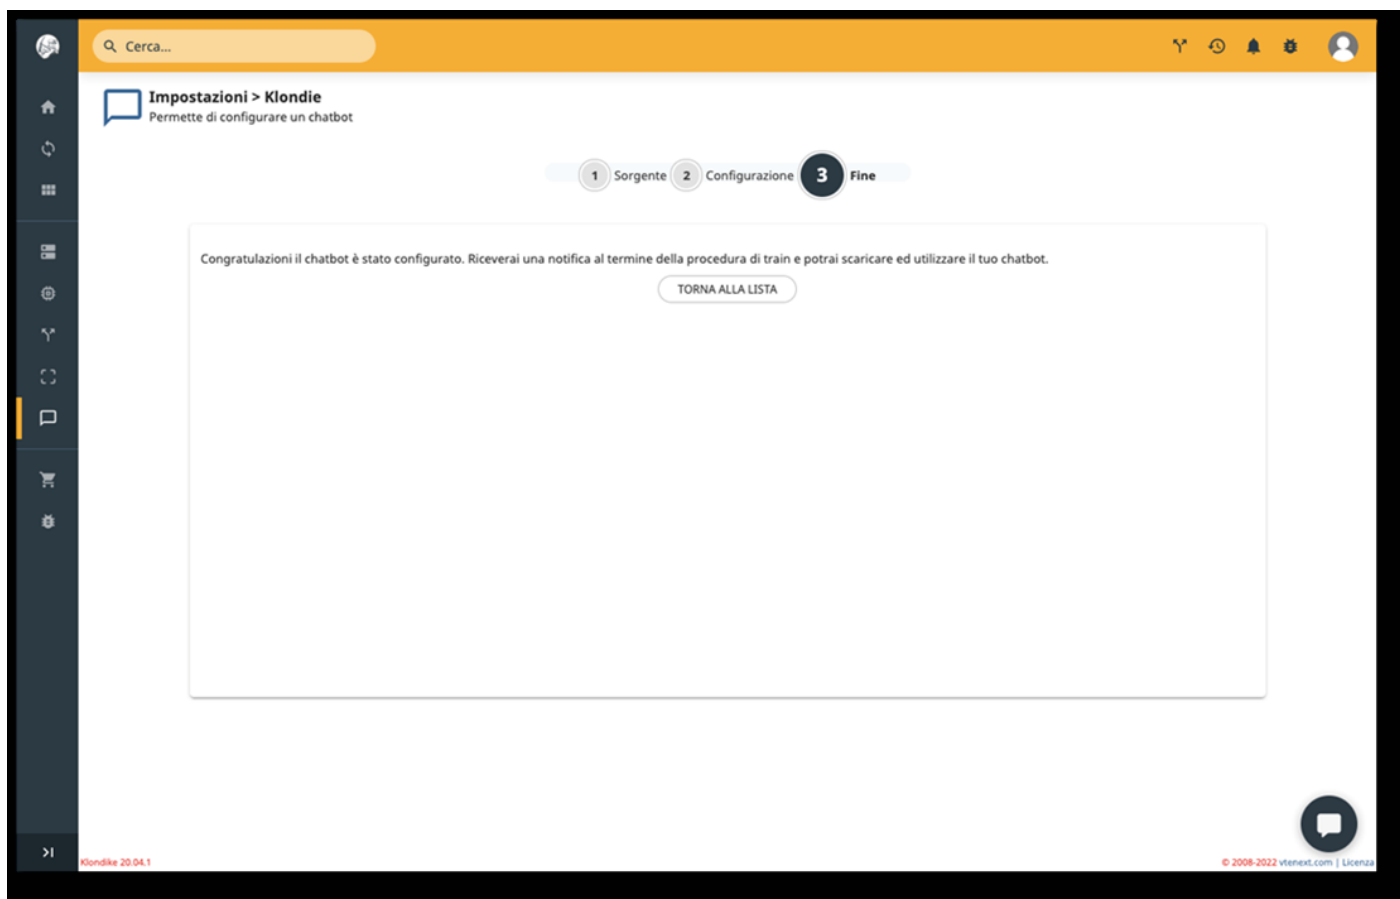 Cerca...
Impostazioni > Klondie
Permette di configurare un chatbot
1 Sorgente 2 Configurazione 3 Fine
Congratulazioni il chatbot è stato configurato. Riceverai una notifica al termine della procedura di train e potrai scaricare ed utilizzare il tuo chatbot.
TORNA ALLA LISTA
Klondike 20.04.1
© 2008-2022 vtenext.com | Licenza